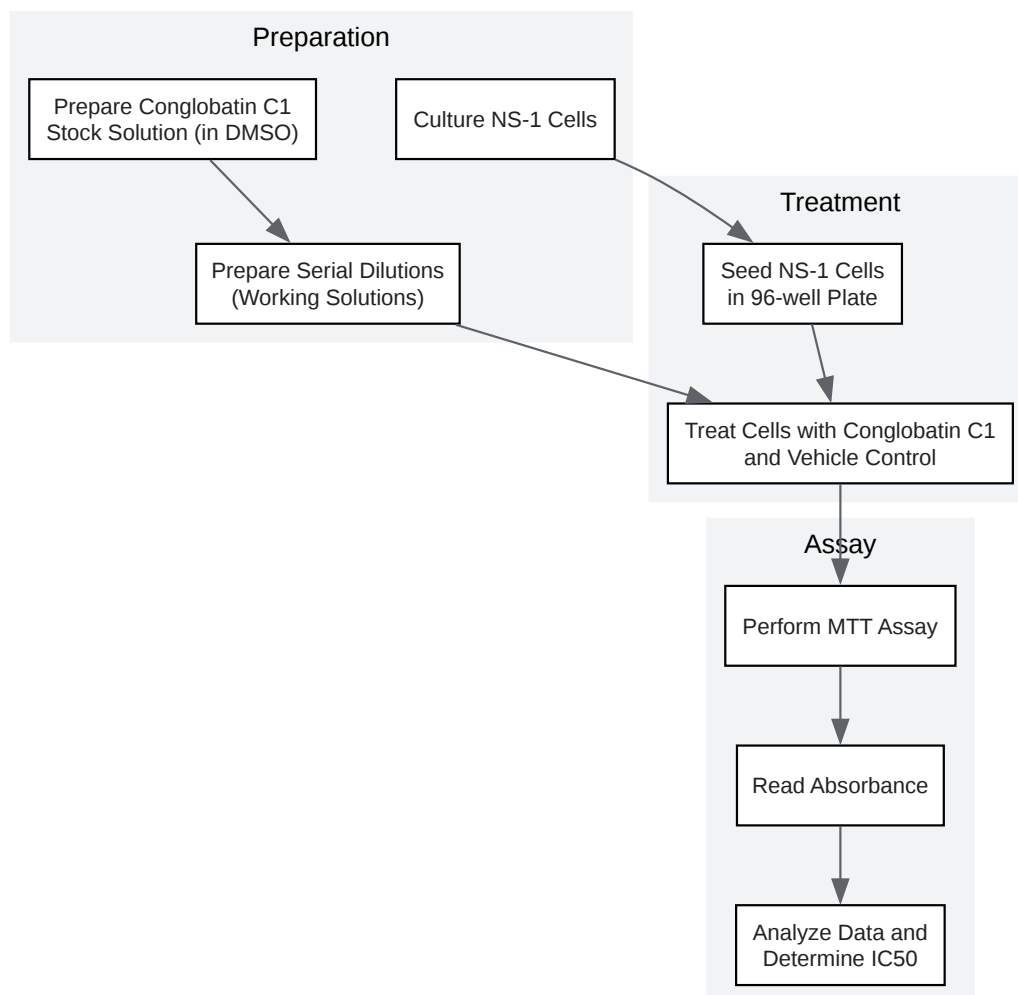 Preparation
Prepare Conglobatin C1
Stock Solution (in DMSO)
Culture NS-1 Cells
Prepare Serial Dilutions
(Working Solutions)
Treatment
Seed NS-1 Cells
in 96-well Plate
Treat Cells with Conglobatin C1
and Vehicle Control
Assay
Perform MTT Assay
Read Absorbance
Analyze Data and
Determine IC50